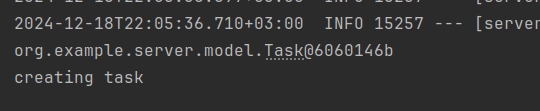 2024-12-18T22:05:36.710+03:00  INFO 15257 --- [server
org.example.server.model.Task@6060146b
creating task